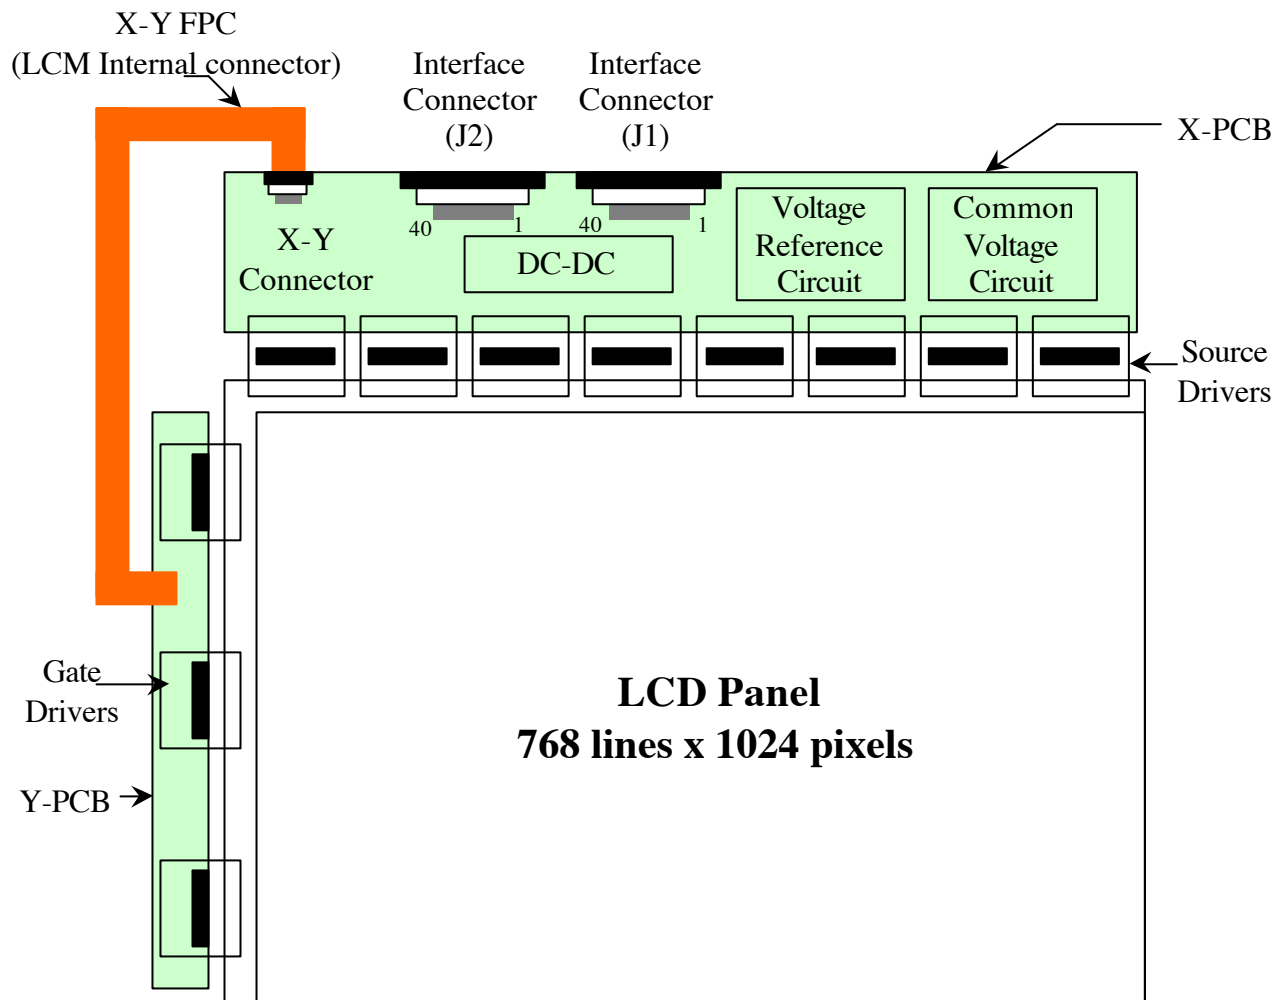 X-Y FPC
(LCM Internal connector)
Interface
Connector
(J2)
Interface
Connector
(J1)
X-PCB
40
1
40
1
X-Y
Connector
DC-DC
Voltage
Reference
Circuit
Common
Voltage
Circuit
Source
Drivers
Gate
Drivers
LCD Panel
768 lines x 1024 pixels
Y-PCB